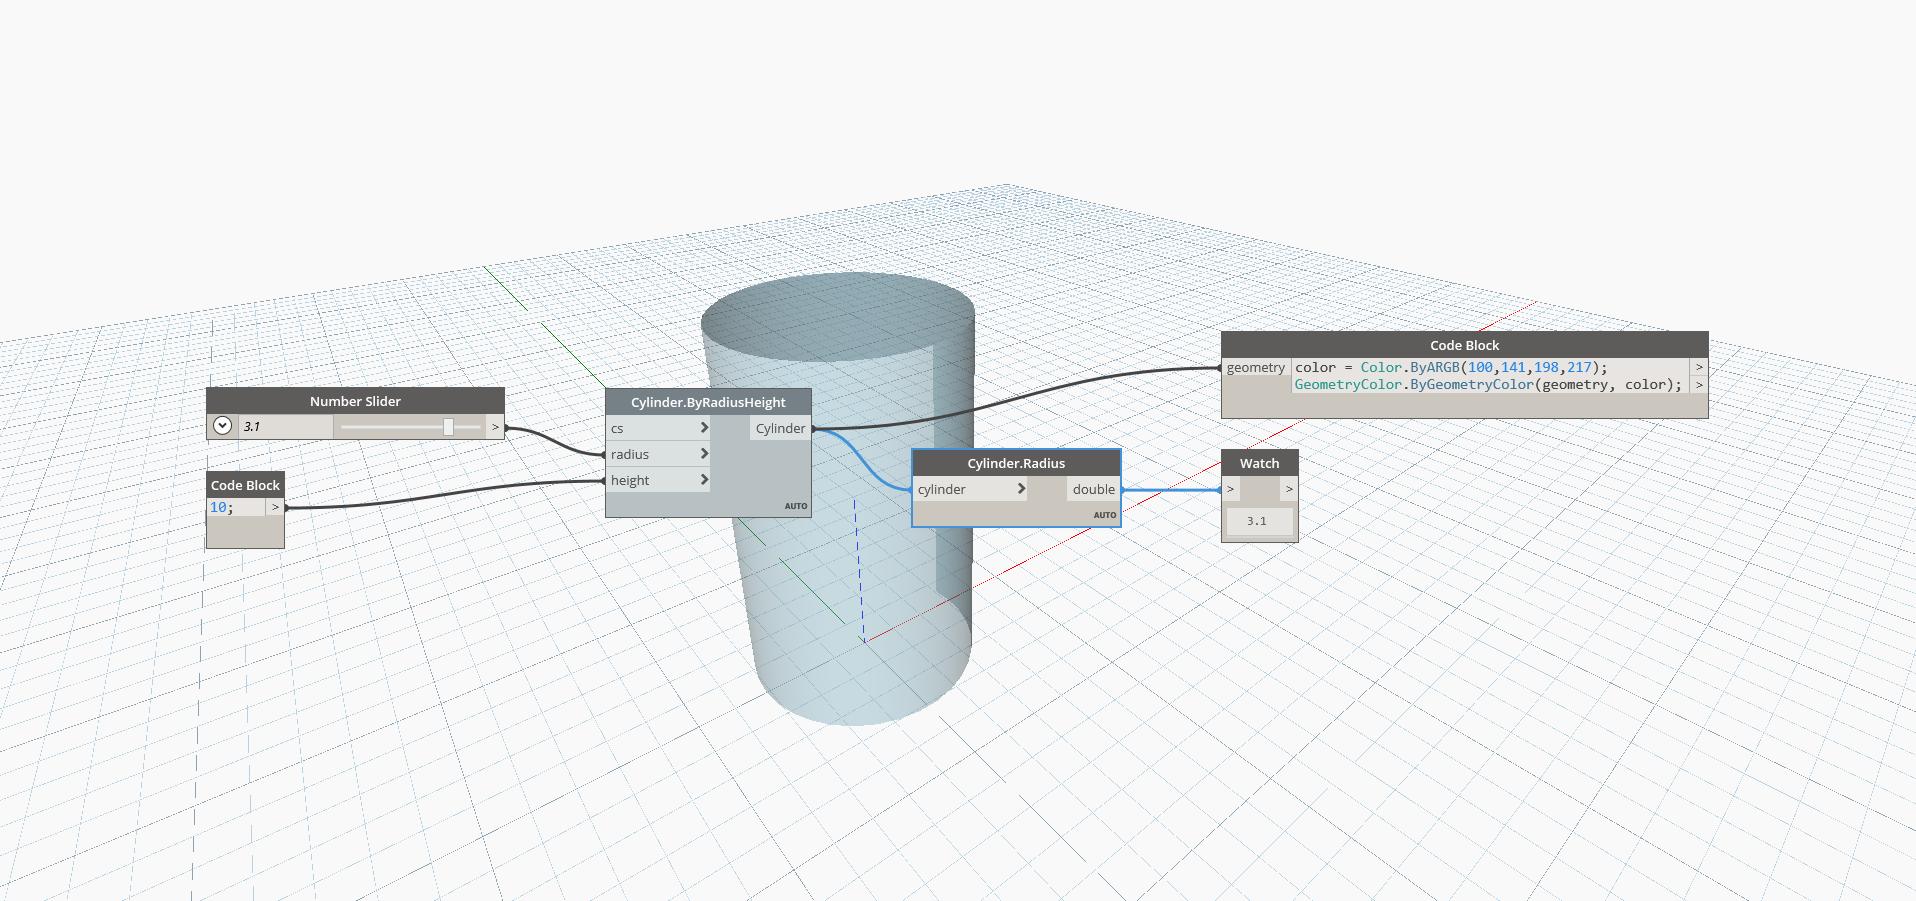 Number Slider
3.1 >
Code Block
10; >
Cylinder.ByRadiusHeight
cs > Cylinder
radius >
height >
AUTO
Cylinder.Radius
cylinder > double
AUTO
Code Block
geometry color = Color.ByARGB(100,141,198,217); >
GeometryColor.ByGeometryColor(geometry, color); >
Watch
> >
3.1